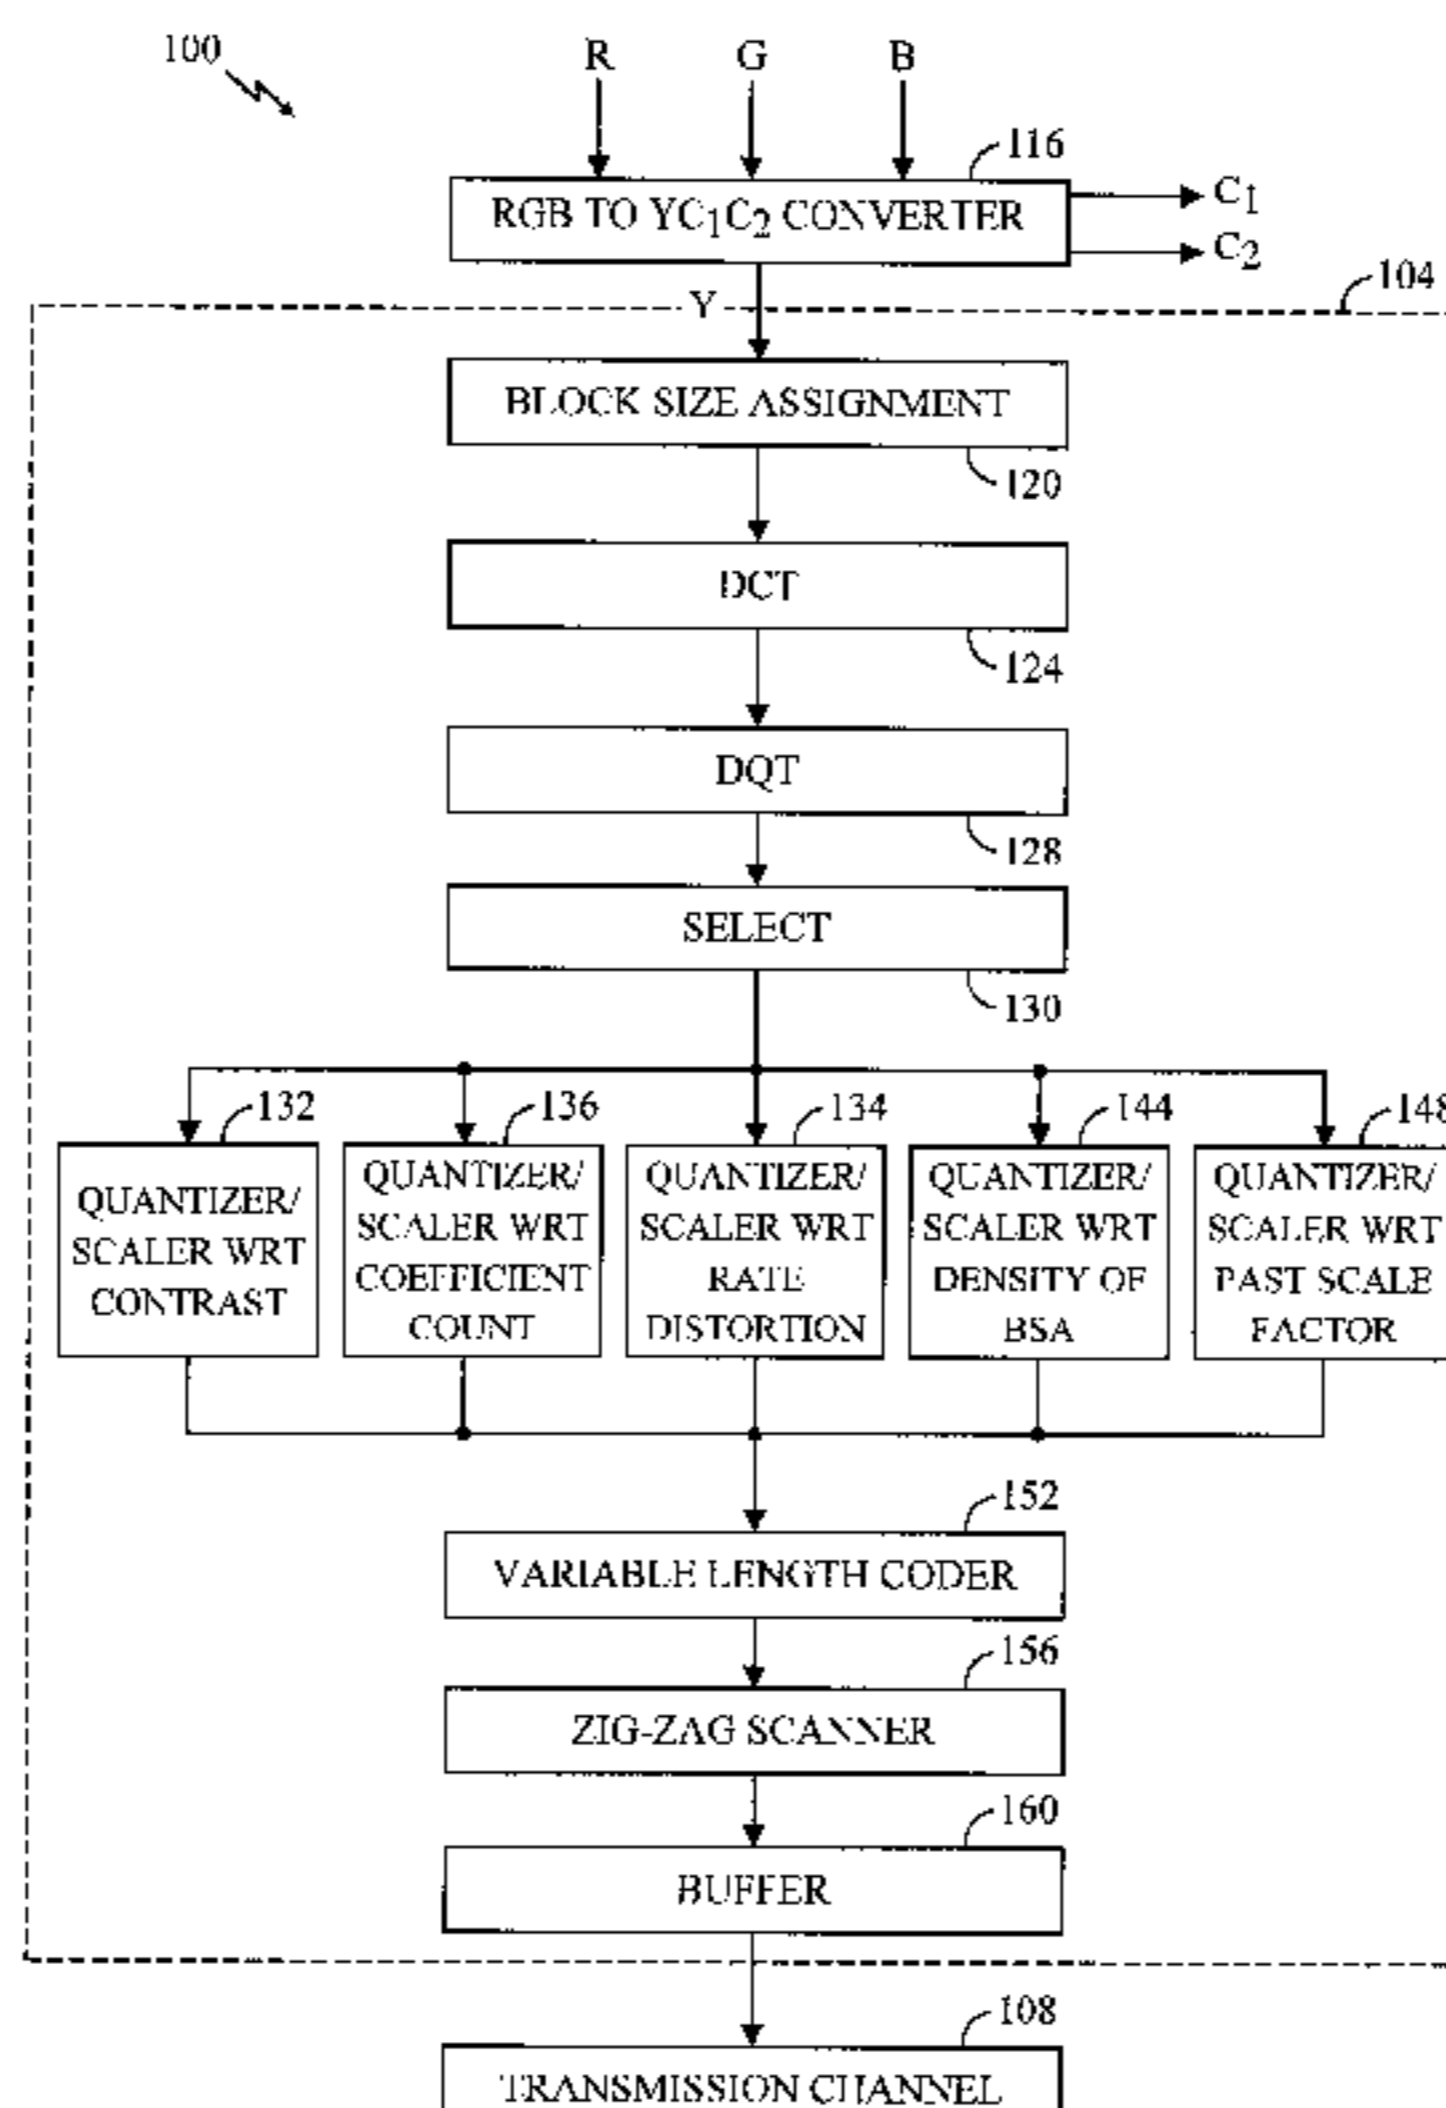 100
R G B
116
RGB TO YC1C2 CONVERTER
C1
C2
104
Y
BLOCK SIZE ASSIGNMENT
120
DCT
124
DQT
128
SELECT
130
132
136
134
144
148
QUANTIZER/
SCALER WRT
CONTRAST
QUANTIZER/
SCALER WRT
COEFFICIENT
COUNT
QUANTIZER/
SCALER WRT
RATE
DISTORTION
QUANTIZER/
SCALER WRT
DENSITY OF
BSA
QUANTIZER/
SCALER WRT
PAST SCALE
FACTOR
152
VARIABLE LENGTH CODER
156
ZIG-ZAG SCANNER
160
BUFFER
108
TRANSMISSION CHANNEL